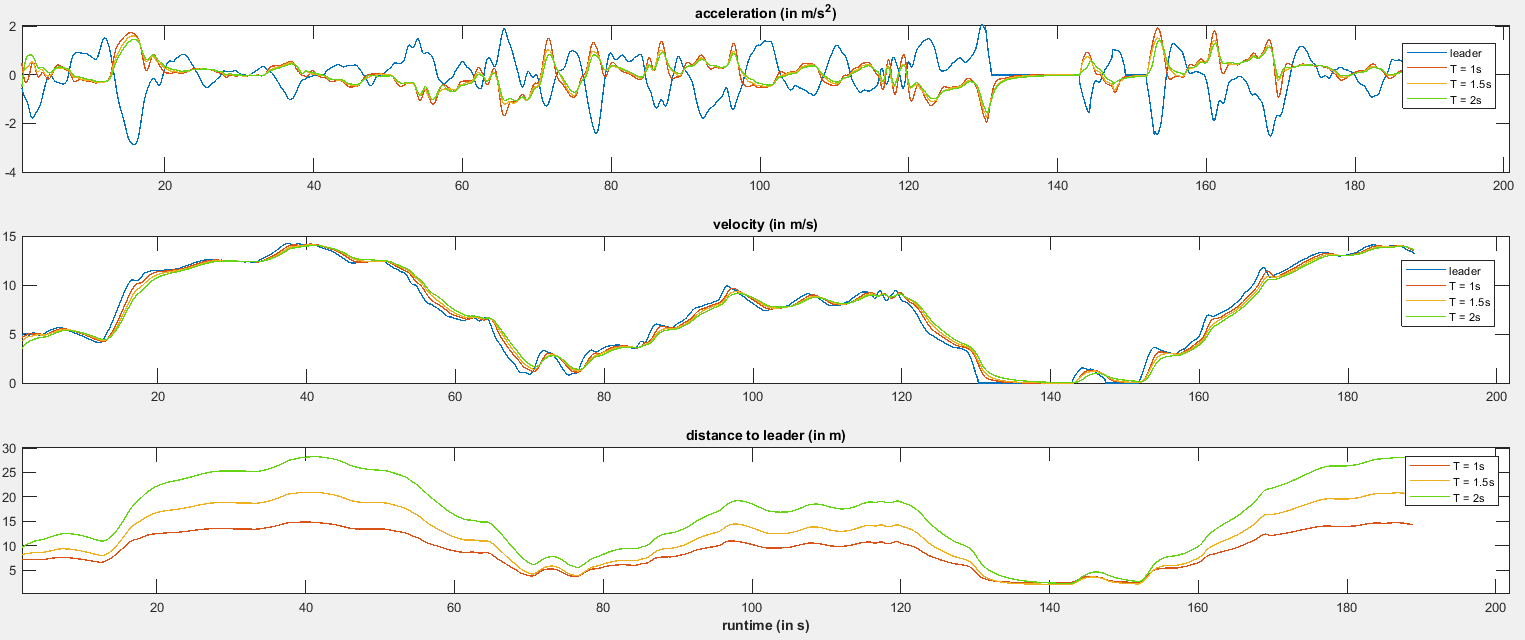 acceleration (in m/s²)
2
0
-2
-4
20 40 60 80 100 120 140 160 180 200
leader
T = 1s
T = 1.5s
T = 2s
velocity (in m/s)
15
10
5
0
20 40 60 80 100 120 140 160 180 200
leader
T = 1s
T = 1.5s
T = 2s
distance to leader (in m)
30
25
20
15
10
5
20 40 60 80 100 120 140 160 180 200
T = 1s
T = 1.5s
T = 2s
runtime (in s)